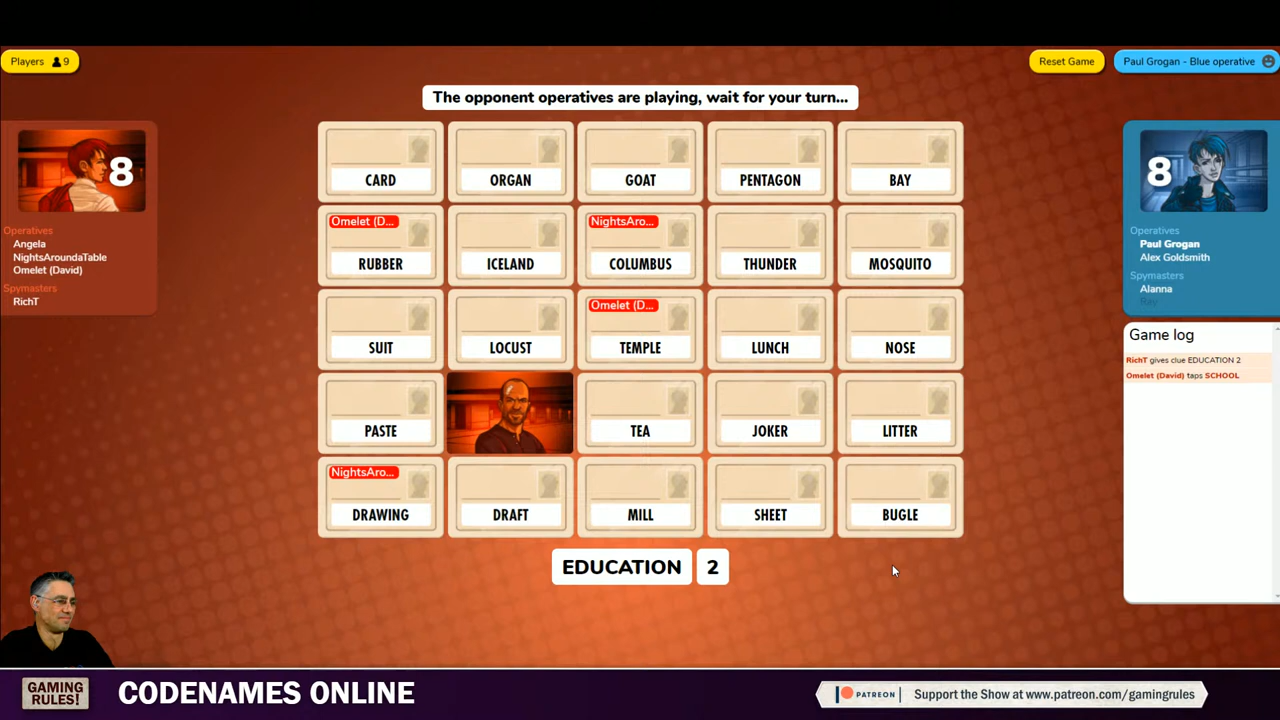 Players 9
Reset Game
Paul Grogan - Blue operative
The opponent operatives are playing, wait for your turn...
8
Operatives
Angela
NightsAroundaTable
Omelet (David)
Spymasters
RichT
CARD
ORGAN
GOAT
PENTAGON
BAY
Omelet (D...
RUBBER
ICELAND
NightsAro...
COLUMBUS
THUNDER
MOSQUITO
SUIT
LOCUST
Omelet (D...
TEMPLE
LUNCH
NOSE
PASTE
TEA
JOKER
LITTER
NightsAro...
DRAWING
DRAFT
MILL
SHEET
BUGLE
EDUCATION 2
8
Operatives
Paul Grogan
Alex Goldsmith
Spymasters
Alanna
Ray
Game log
RichT gives clue EDUCATION 2
Omelet (David) taps SCHOOL
GAMING
RULES!
CODENAMES ONLINE
PATREON
Support the Show at www.patreon.com/gamingrules